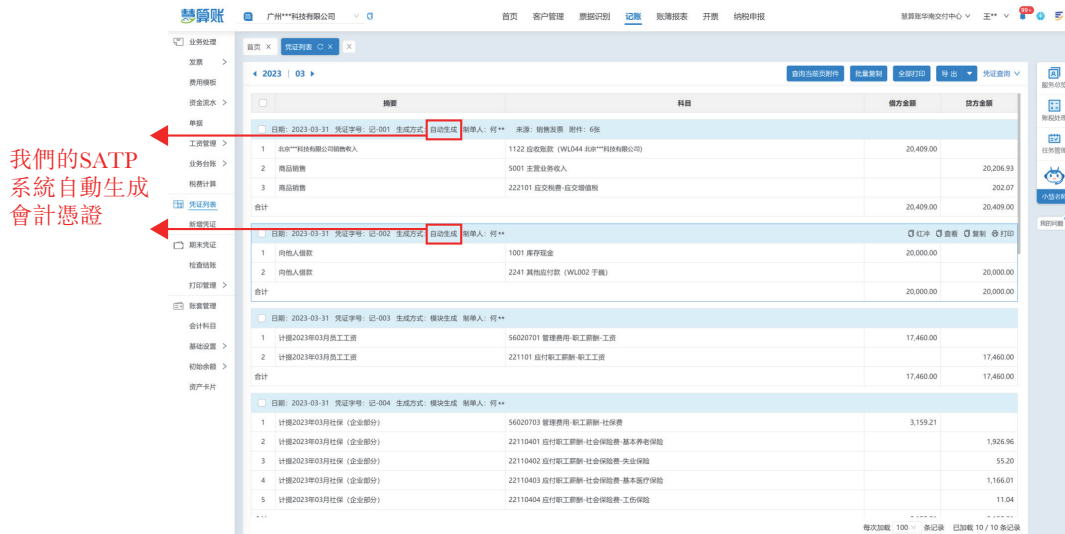 慧算账
广州***科技有限公司
首页 客户管理 票据识别 记账 账簿报表 开票 纳税申报
慧算账华南交付中心 王** 99+
业务处理
发票
费用模板
资金流水
单据
工资管理
业务台账
税费计算
凭证列表
新增凭证
期末凭证
检查结账
打印管理
账套管理
会计科目
基础设置
初始余额
资产卡片
首页 X 凭证列表 X X
2023 | 03
查询当前页附件 批量复制 全部打印 导出 凭证查询
摘要 科目 借方金额 贷方金额
日期: 2023-03-31 凭证字号: 记-001 生成方式: 自动生成 制单人: 何** 来源: 销售发票 附件: 6张
1 北京***科技有限公司销售收入 1122 应收账款 (WL044 北京***科技有限公司) 20,409.00
2 商品销售 5001 主营业务收入 20,206.93
3 商品销售 222101 应交税费-应交增值税 202.07
合计 20,409.00 20,409.00
日期: 2023-03-31 凭证字号: 记-002 生成方式: 自动生成 制单人: 何** 红冲 查看 复制 打印
1 向他人借款 1001 库存现金 20,000.00
2 向他人借款 2241 其他应付款 (WL002 于巍) 20,000.00
合计 20,000.00 20,000.00
日期: 2023-03-31 凭证字号: 记-003 生成方式: 模块生成 制单人: 何**
1 计提2023年03月员工工资 56020701 管理费用-职工薪酬-工资 17,460.00
2 计提2023年03月员工工资 221101 应付职工薪酬-职工工资 17,460.00
合计 17,460.00 17,460.00
日期: 2023-03-31 凭证字号: 记-004 生成方式: 模块生成 制单人: 何**
1 计提2023年03月社保 (企业部分) 56020703 管理费用-职工薪酬-社保费 3,159.21
2 计提2023年03月社保 (企业部分) 22110401 应付职工薪酬-社会保险费-基本养老保险 1,926.96
3 计提2023年03月社保 (企业部分) 22110402 应付职工薪酬-社会保险费-失业保险 55.20
4 计提2023年03月社保 (企业部分) 22110403 应付职工薪酬-社会保险费-基本医疗保险 1,166.01
5 计提2023年03月社保 (企业部分) 22110404 应付职工薪酬-社会保险费-工伤保险 11.04
每次加载 100 条记录 已加载 10 / 10 条记录
服务总览
账税处理
任务管理
我的问题
我們的SATP
系統自動生成
會計憑證